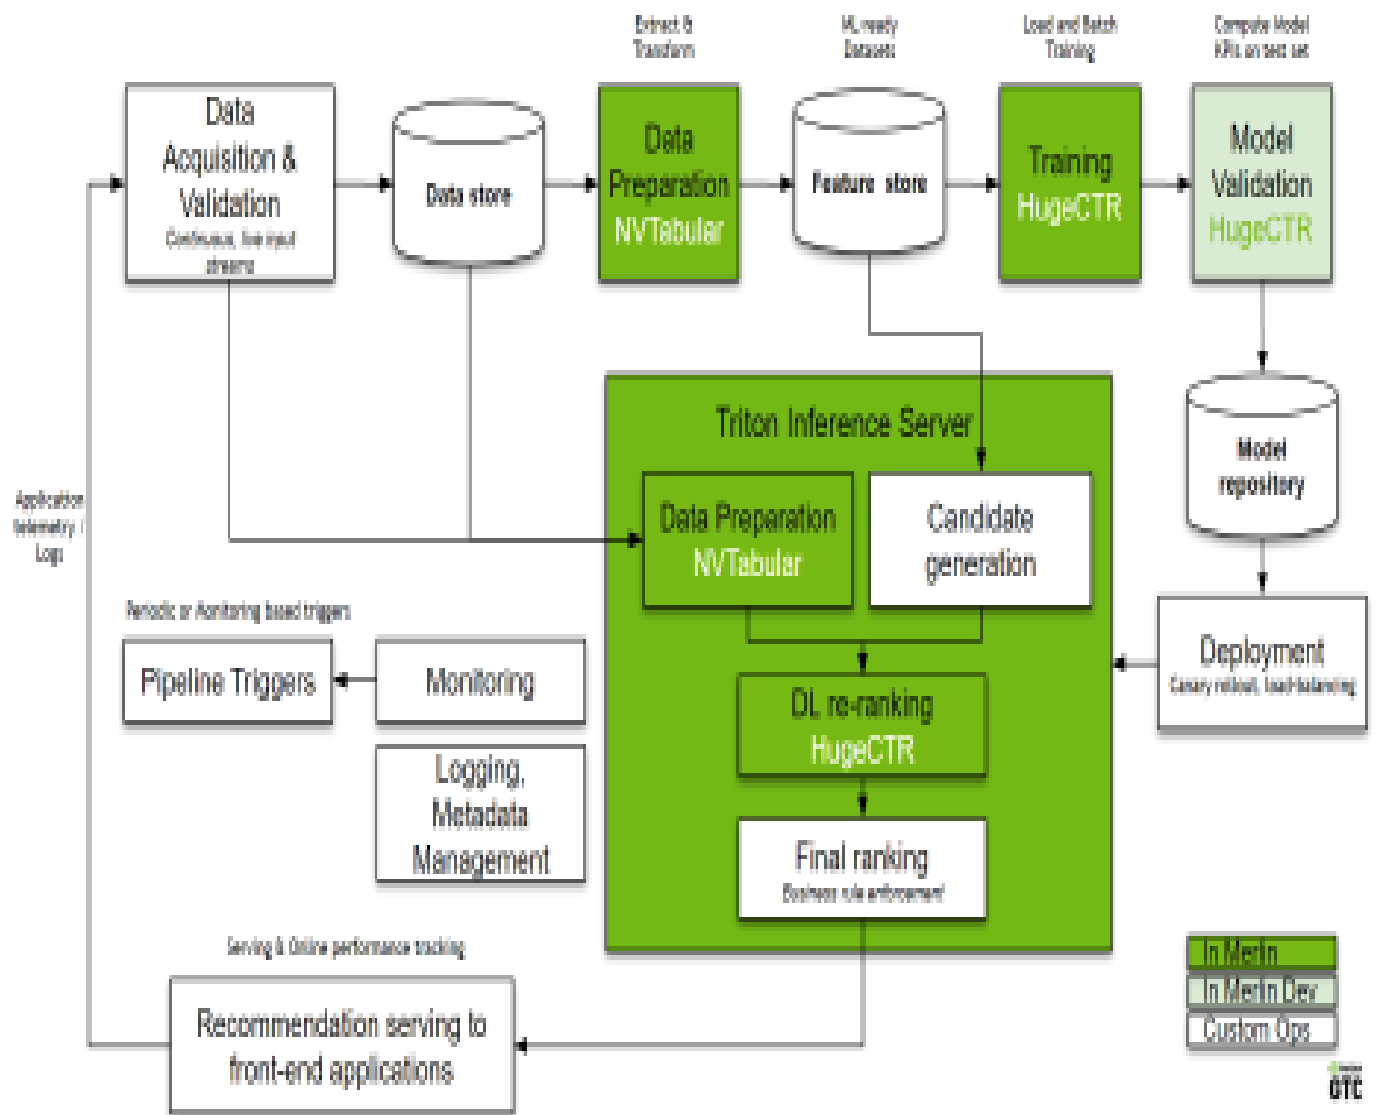 Extract &
Transform
ML ready
Datasets
Load and Batch
Training
Compute Model
KPIs on test set
Data
Acquisition &
Validation
Continuous, live input
streams
Data store
Data
Preparation
NVTabular
Feature store
Training
HugeCTR
Model
Validation
HugeCTR
Triton Inference Server
Model
repository
Data Preparation
NVTabular
Candidate
generation
Application
telemetry /
Logs
Periodic or Monitoring based triggers
Pipeline Triggers
Monitoring
Deployment
Canary rollout, load-balancing
DL re-ranking
HugeCTR
Logging,
Metadata
Management
Final ranking
Business rule enforcement
Serving & Online performance tracking
Recommendation serving to
front-end applications
In Merlin
In Merlin Dev
Custom Ops
GTC